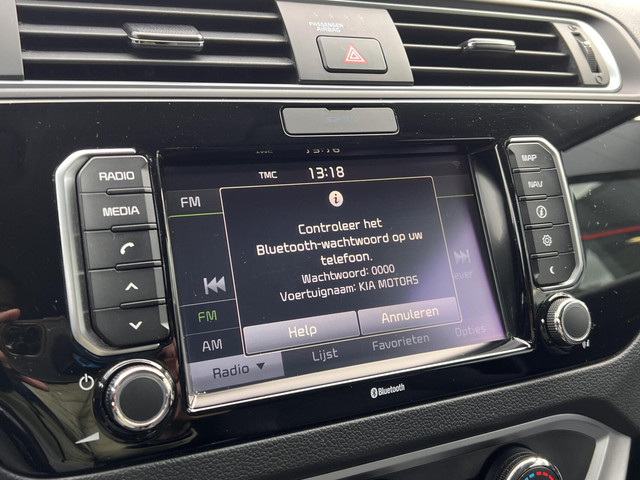 PASSENGER
AIRBAG
TMC 13:18
RADIO
MEDIA
MAP
NAV
FM
Controleer het
Bluetooth-wachtwoord op uw
telefoon.
Wachtwoord: 0000
Voertuignaam: KIA MOTORS
Help
Annuleren
FM
AM
Radio
Lijst
Favorieten
Opties
Bluetooth